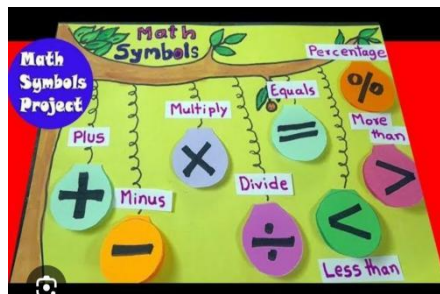 Math
Symbols
Math
Symbols
Project
Percentage
%
Equals
=
Multiply
×
More
than
>
Plus
+
Minus
−
Divide
÷
<
Less than